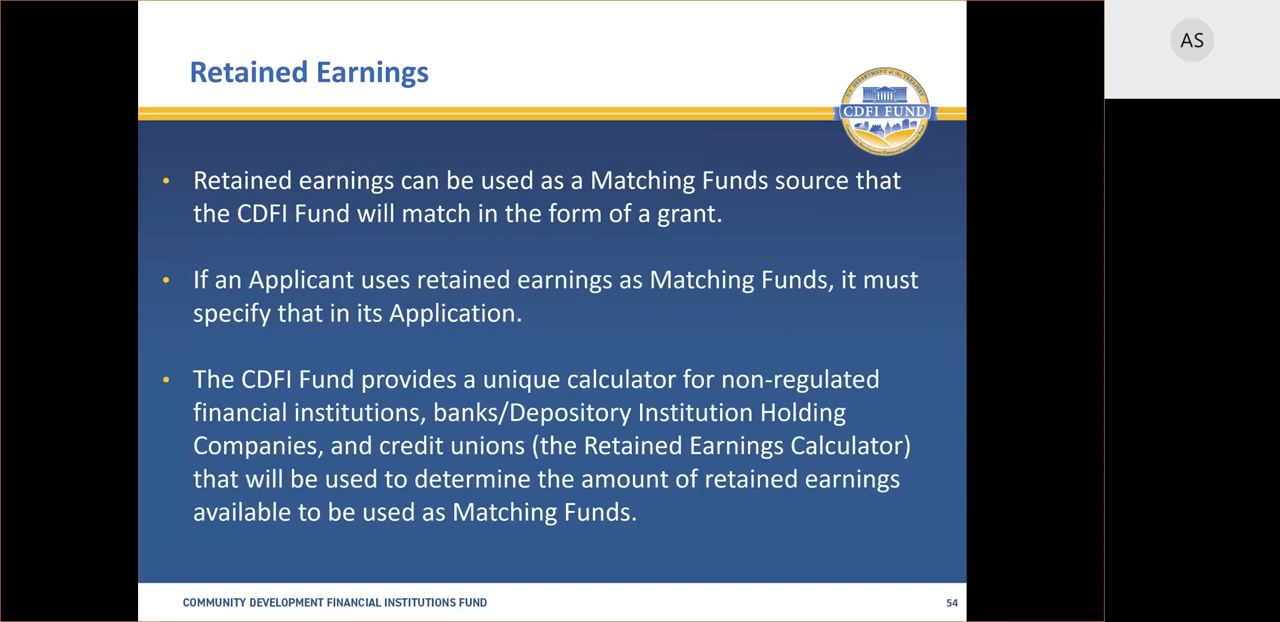 AS
Retained Earnings
U.S. DEPARTMENT of the TREASURY
CDFI FUND
• Retained earnings can be used as a Matching Funds source that
the CDFI Fund will match in the form of a grant.
• If an Applicant uses retained earnings as Matching Funds, it must
specify that in its Application.
• The CDFI Fund provides a unique calculator for non-regulated
financial institutions, banks/Depository Institution Holding
Companies, and credit unions (the Retained Earnings Calculator)
that will be used to determine the amount of retained earnings
available to be used as Matching Funds.
COMMUNITY DEVELOPMENT FINANCIAL INSTITUTIONS FUND
54